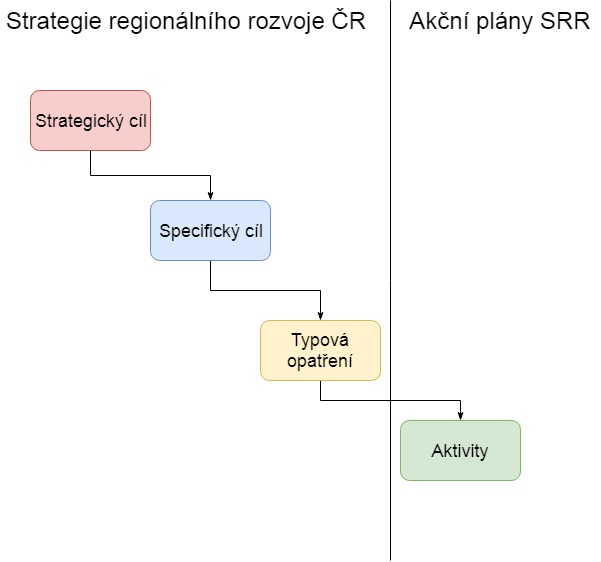 Strategie regionálního rozvoje ČR
Akční plány SRR
Strategický cíl
Specifický cíl
Typová
opatření
Aktivity